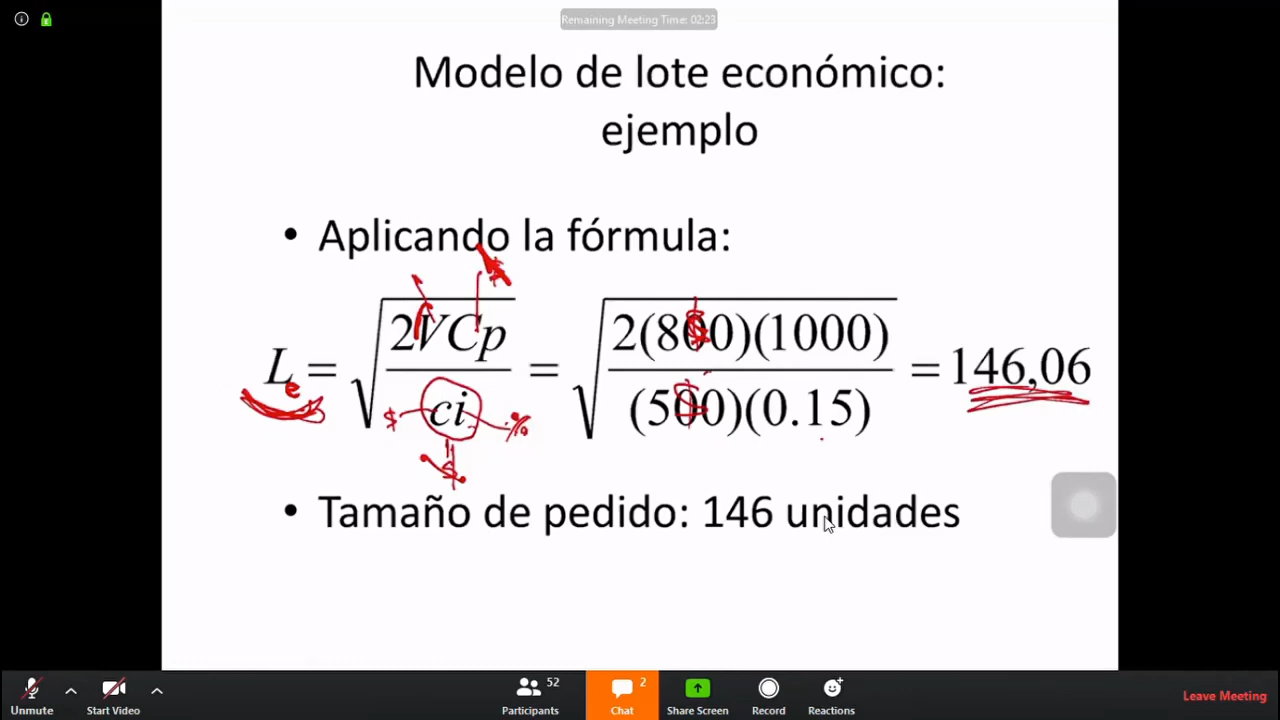 Remaining Meeting Time: 02:23
Modelo de lote económico:
ejemplo
• Aplicando la fórmula:
L e = √(2VCp / ci) = √(2(800)(1000) / (500)(0.15)) = 146,06
$ %
$
• Tamaño de pedido: 146 unidades
Unmute Start Video Participants 52 Chat 2 Share Screen Record Reactions Leave Meeting